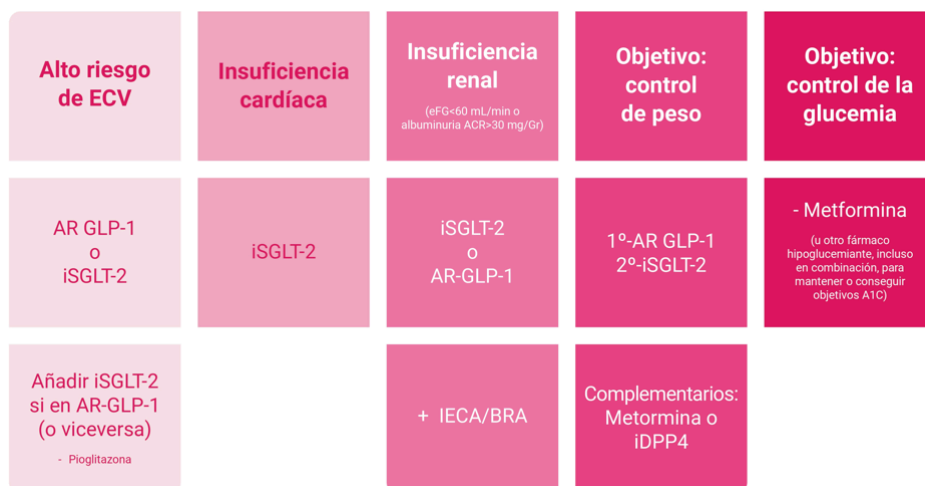 Alto riesgo
de ECV
Insuficiencia
cardíaca
Insuficiencia
renal
(eFG<60 mL/min o
albuminuria ACR>30 mg/Gr)
Objetivo:
control
de peso
Objetivo:
control de la
glucemia
AR GLP-1
o
iSGLT-2
iSGLT-2
iSGLT-2
o
AR-GLP-1
1º-AR GLP-1
2º-iSGLT-2
- Metformina
(u otro fármaco
hipoglucemiante, incluso
en combinación, para
mantener o conseguir
objetivos A1C)
Añadir iSGLT-2
si en AR-GLP-1
(o viceversa)
- Pioglitazona
+ IECA/BRA
Complementarios:
Metormina o
iDPP4